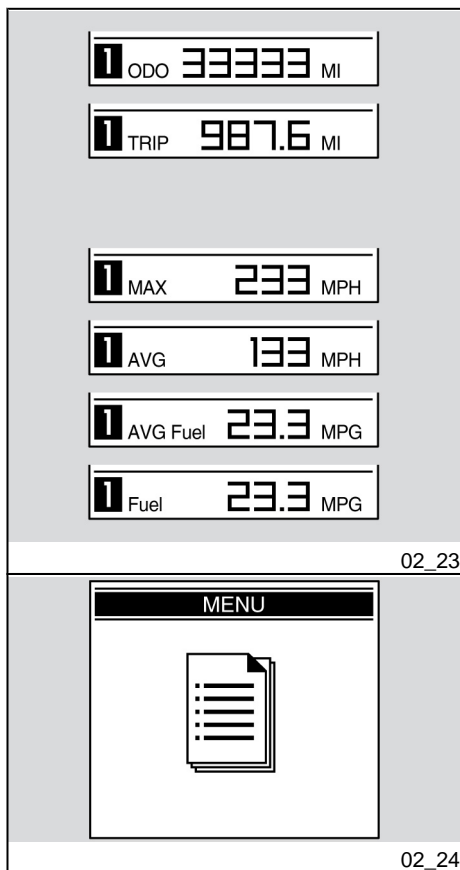 1 ODO 33333 MI
1 TRIP 987.6 MI
1 MAX 233 MPH
1 AVG 133 MPH
1 AVG Fuel 23.3 MPG
1 Fuel 23.3 MPG
02_23
MENU
02_24